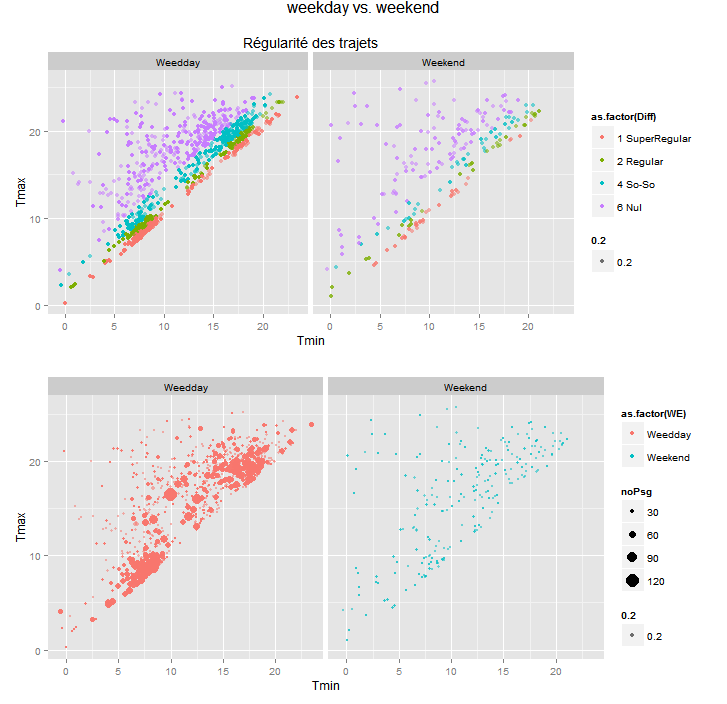 weekday vs. weekend
Régularité des trajets
Weedday
Weekend
Tmax
20
10
0
0
5
10
15
20
0
5
10
15
20
Tmin
as.factor(Diff)
1 SuperRegular
2 Regular
4 So-So
6 Nul
0.2
0.2
Weedday
Weekend
Tmax
20
10
0
0
5
10
15
20
0
5
10
15
20
Tmin
as.factor(WE)
Weedday
Weekend
noPsg
30
60
90
120
0.2
0.2